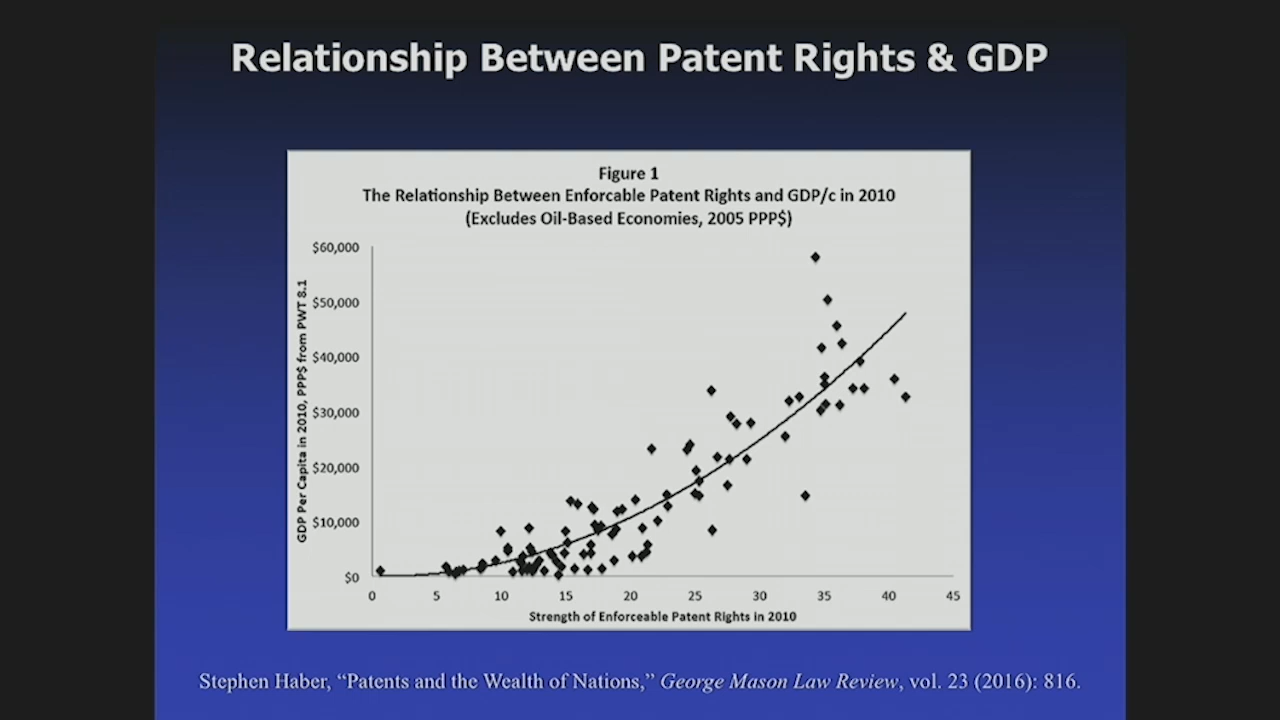 Relationship Between Patent Rights & GDP
Figure 1
The Relationship Between Enforcable Patent Rights and GDP/c in 2010
(Excludes Oil-Based Economies, 2005 PPP$)
GDP Per Capita in 2010, PPP$ from PWT 8.1
$60,000
$50,000
$40,000
$30,000
$20,000
$10,000
$0
0 5 10 15 20 25 30 35 40 45
Strength of Enforceable Patent Rights in 2010
Stephen Haber, “Patents and the Wealth of Nations,” George Mason Law Review, vol. 23 (2016): 816.